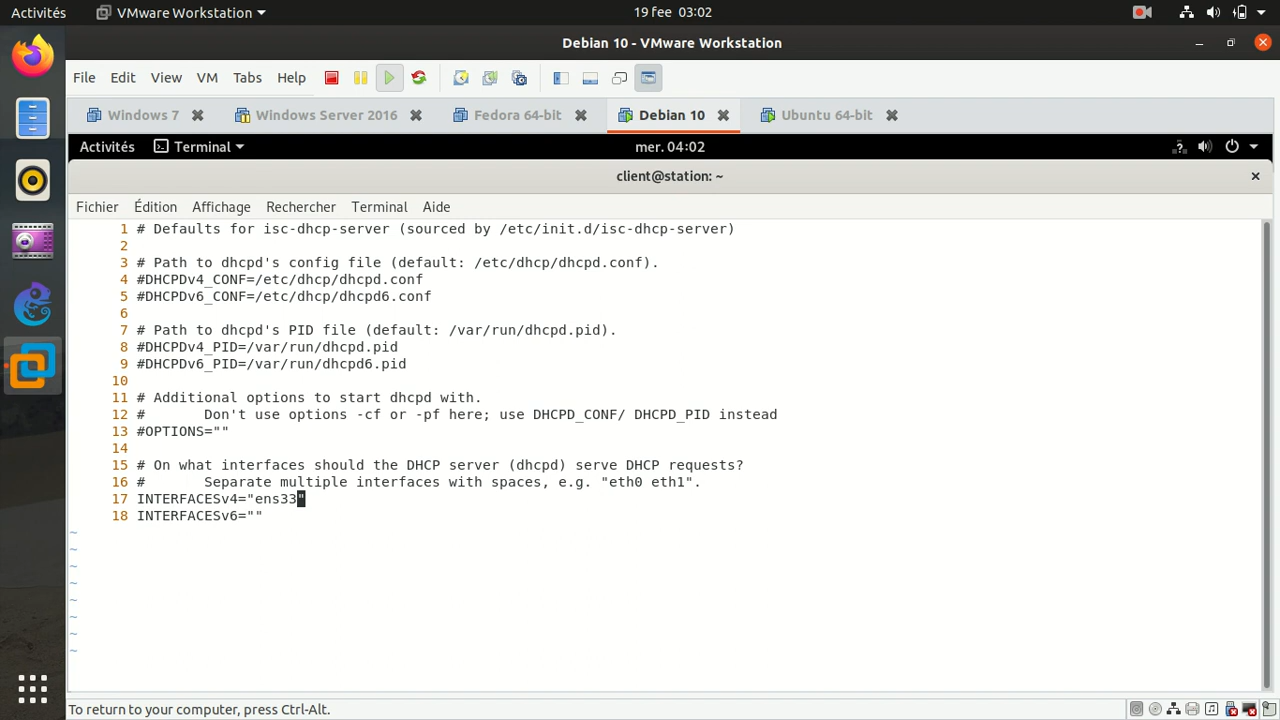 Activités
VMware Workstation
19 fee 03:02
Debian 10 - VMware Workstation
File Edit View VM Tabs Help
Windows 7
Windows Server 2016
Fedora 64-bit
Debian 10
Ubuntu 64-bit
Activités
Terminal
mer. 04:02
client@station: ~
Fichier Édition Affichage Rechercher Terminal Aide
1 # Defaults for isc-dhcp-server (sourced by /etc/init.d/isc-dhcp-server)
2
3 # Path to dhcpd's config file (default: /etc/dhcp/dhcpd.conf).
4 #DHCPDv4_CONF=/etc/dhcp/dhcpd.conf
5 #DHCPDv6_CONF=/etc/dhcp/dhcpd6.conf
6
7 # Path to dhcpd's PID file (default: /var/run/dhcpd.pid).
8 #DHCPDv4_PID=/var/run/dhcpd.pid
9 #DHCPDv6_PID=/var/run/dhcpd6.pid
10
11 # Additional options to start dhcpd with.
12 #       Don't use options -cf or -pf here; use DHCPD_CONF/ DHCPD_PID instead
13 #OPTIONS=""
14
15 # On what interfaces should the DHCP server (dhcpd) serve DHCP requests?
16 #       Separate multiple interfaces with spaces, e.g. "eth0 eth1".
17 INTERFACESv4="ens33"
18 INTERFACESv6=""
~
~
~
~
~
~
~
~
To return to your computer, press Ctrl-Alt.